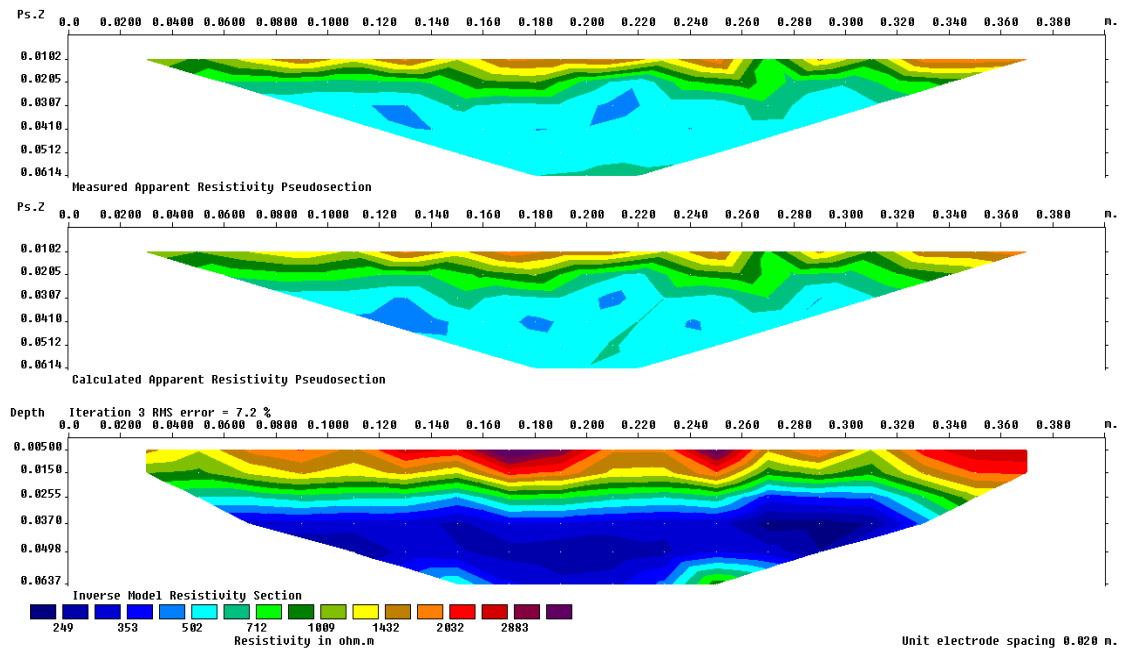 Ps.Z 0.0 0.0200 0.0400 0.0600 0.0800 0.100 0.120 0.140 0.160 0.180 0.200 0.220 0.240 0.260 0.280 0.300 0.320 0.340 0.360 0.380 m.
0.0102
0.0205
0.0307
0.0410
0.0512
0.0614
Measured Apparent Resistivity Pseudosection
Ps.Z 0.0 0.0200 0.0400 0.0600 0.0800 0.100 0.120 0.140 0.160 0.180 0.200 0.220 0.240 0.260 0.280 0.300 0.320 0.340 0.360 0.380 m.
0.0102
0.0205
0.0307
0.0410
0.0512
0.0614
Calculated Apparent Resistivity Pseudosection
Depth Iteration 3 RMS error = 7.2 %
0.0 0.0200 0.0400 0.0600 0.0800 0.100 0.120 0.140 0.160 0.180 0.200 0.220 0.240 0.260 0.280 0.300 0.320 0.340 0.360 0.380 m.
0.00500
0.0150
0.0255
0.0370
0.0498
0.0637
Inverse Model Resistivity Section
249 353 502 712 1009 1432 2032 2883
Resistivity in ohm.m
Unit electrode spacing 0.020 m.